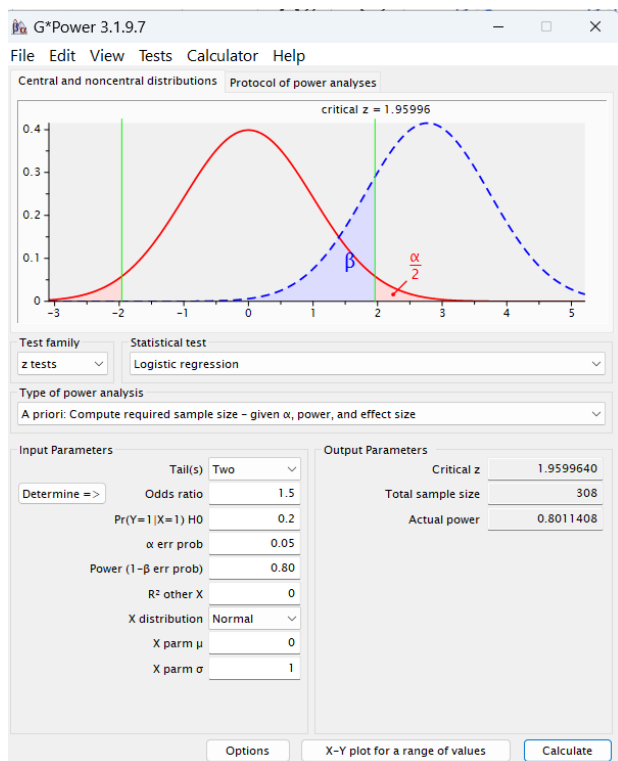 G*Power 3.1.9.7
File Edit View Tests Calculator Help
Central and noncentral distributions Protocol of power analyses
critical z = 1.95996
0.4
0.3
0.2
0.1
0
β
α
2
-3 -2 -1 0 1 2 3 4 5
Test family Statistical test
z tests Logistic regression
Type of power analysis
A priori: Compute required sample size - given α, power, and effect size
Input Parameters Output Parameters
Tail(s) Two Critical z 1.9599640
Determine => Odds ratio 1.5 Total sample size 308
Pr(Y=1|X=1) H0 0.2 Actual power 0.8011408
α err prob 0.05
Power (1-β err prob) 0.80
R² other X 0
X distribution Normal
X parm μ 0
X parm σ 1
Options X-Y plot for a range of values Calculate